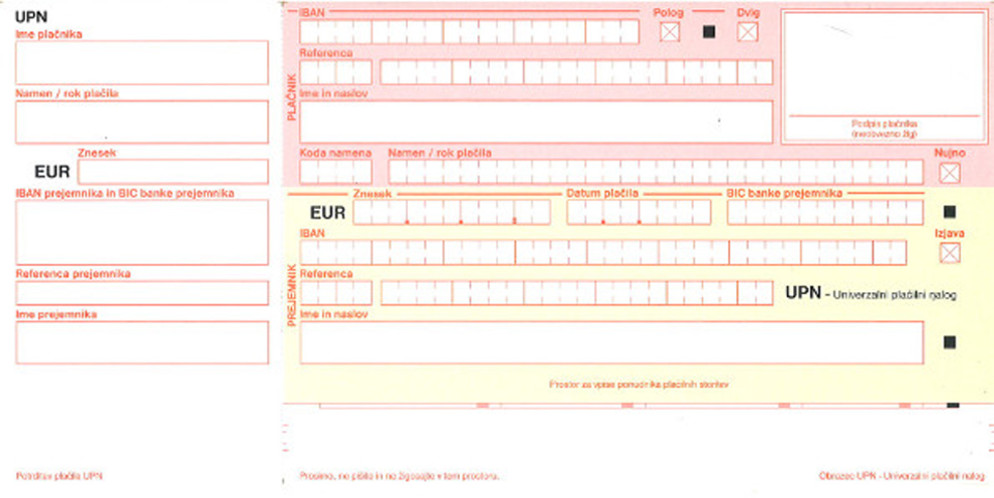 UPN
Ime plačnika
Namen / rok plačila
Znesek
EUR
IBAN prejemnika in BIC banke prejemnika
Referenca prejemnika
Ime prejemnika
Potrditev plačila UPN
PLAČNIK
IBAN
Polog
Dvig
Referenca
Ime in naslov
Podpis plačnika
(neobvezno žig)
Koda namena
Namen / rok plačila
Nujno
PREJEMNIK
Znesek
Datum plačila
BIC banke prejemnika
EUR
IBAN
Izjava
Referenca
UPN - Univerzalni plačilni nalog
Ime in naslov
Prostor za vpise ponudnika plačilnih storitev
Prosimo, ne pišite in ne žigosajte v tem prostoru.
Obrazec UPN - Univerzalni plačilni nalog